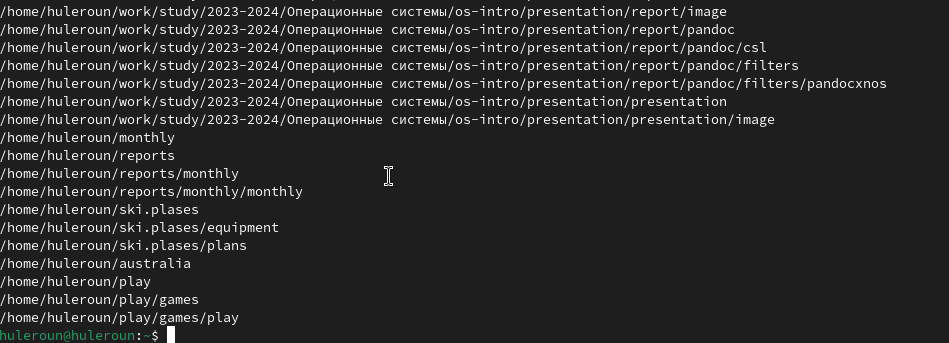 /home/huleroun/work/study/2023-2024/Операционные системы/os-intro/presentation/report/image
/home/huleroun/work/study/2023-2024/Операционные системы/os-intro/presentation/report/pandoc
/home/huleroun/work/study/2023-2024/Операционные системы/os-intro/presentation/report/pandoc/csl
/home/huleroun/work/study/2023-2024/Операционные системы/os-intro/presentation/report/pandoc/filters
/home/huleroun/work/study/2023-2024/Операционные системы/os-intro/presentation/report/pandoc/filters/pandocxnos
/home/huleroun/work/study/2023-2024/Операционные системы/os-intro/presentation/presentation
/home/huleroun/work/study/2023-2024/Операционные системы/os-intro/presentation/presentation/image
/home/huleroun/monthly
/home/huleroun/reports
/home/huleroun/reports/monthly
/home/huleroun/reports/monthly/monthly
/home/huleroun/ski.plases
/home/huleroun/ski.plases/equipment
/home/huleroun/ski.plases/plans
/home/huleroun/australia
/home/huleroun/play
/home/huleroun/play/games
/home/huleroun/play/games/play
huleroun@huleroun:~$